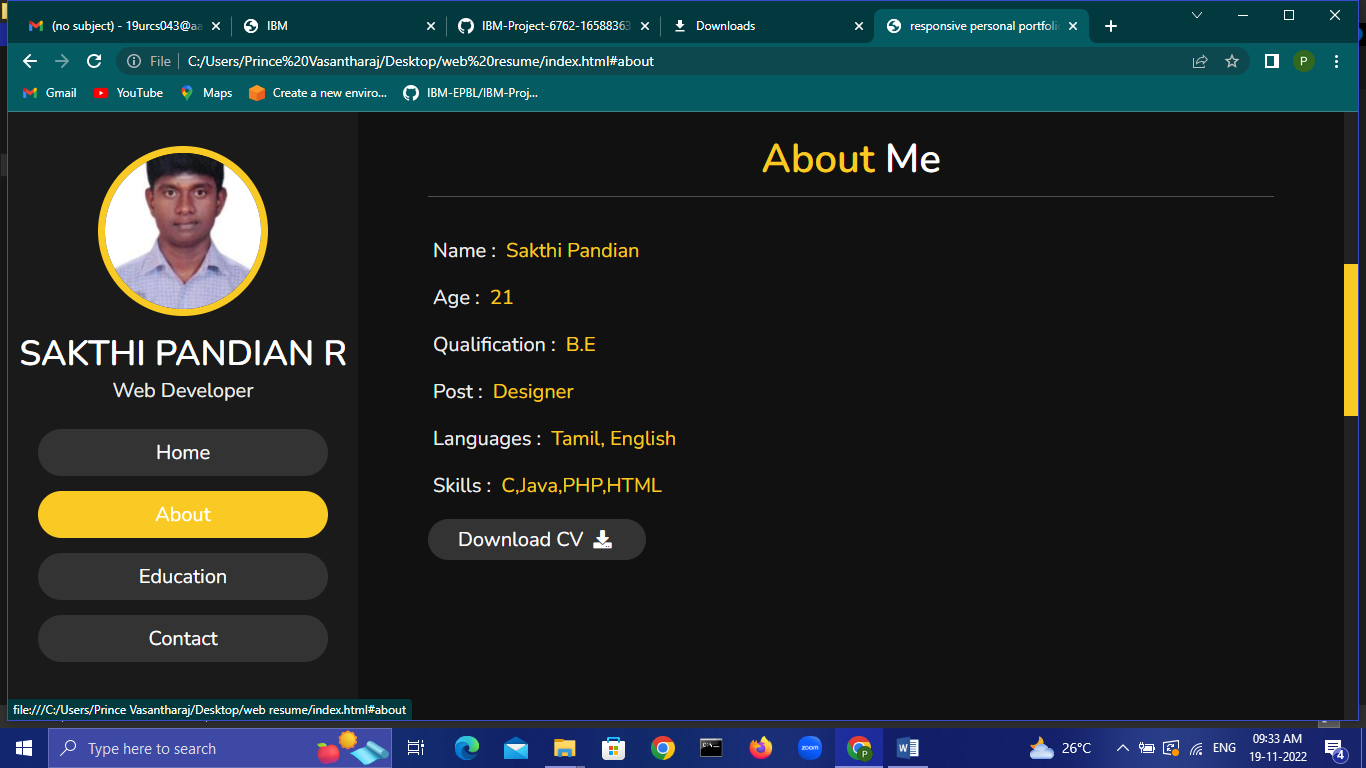 (no subject) - 19urcs043@aa
IBM
IBM-Project-6762-16588363
Downloads
responsive personal portfolio
File
C:/Users/Prince%20Vasantharaj/Desktop/web%20resume/index.html#about
P
Gmail
YouTube
Maps
Create a new enviro...
IBM-EPBL/IBM-Proj...
SAKTHI PANDIAN R
Web Developer
Home
About
Education
Contact
About Me
Name : Sakthi Pandian
Age : 21
Qualification : B.E
Post : Designer
Languages : Tamil, English
Skills : C,Java,PHP,HTML
Download CV
file:///C:/Users/Prince Vasantharaj/Desktop/web resume/index.html#about
Type here to search
zoom
P
26°C
ENG
09:33 AM
19-11-2022
4